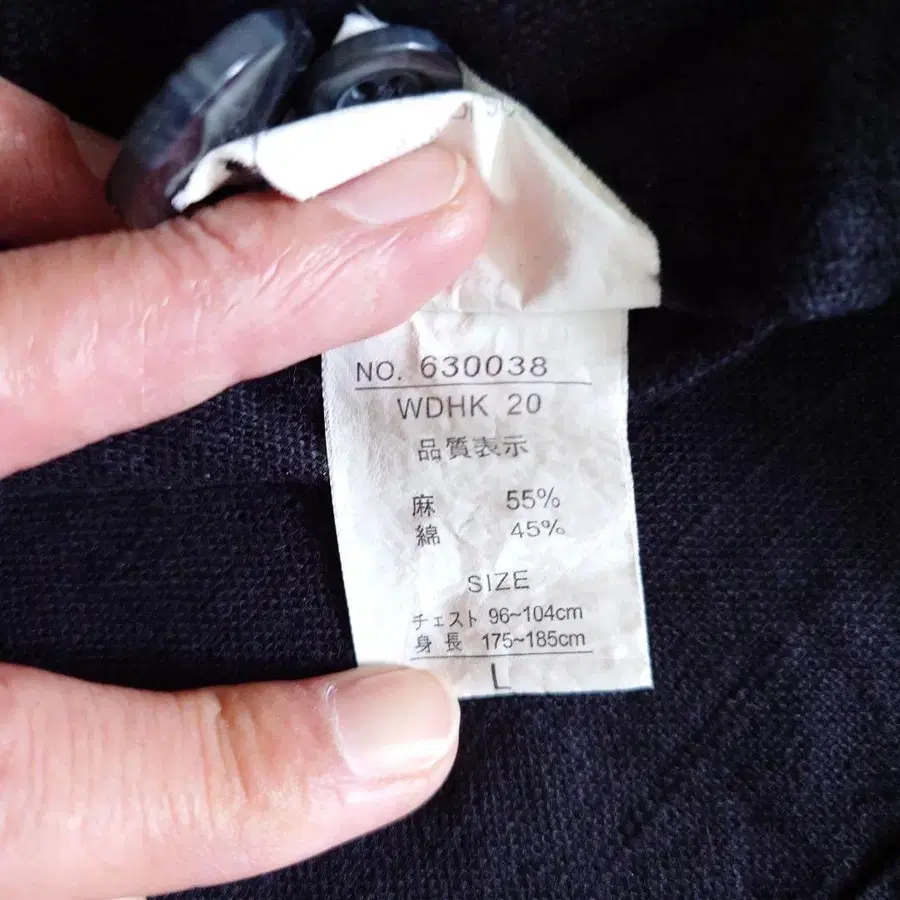 NO. 630038
WDHK 20
品質表示
麻 55%
綿 45%
SIZE
チェスト 96~104cm
身長 175~185cm
L